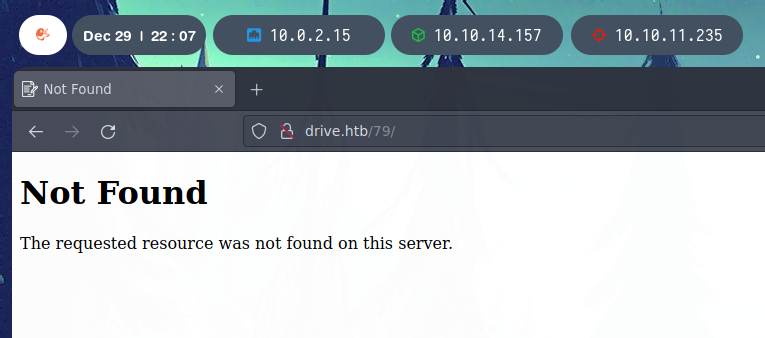 Dec 29 | 22 : 07 10.0.2.15 10.10.14.157 10.10.11.235
Not Found
drive.htb/79/
Not Found
The requested resource was not found on this server.